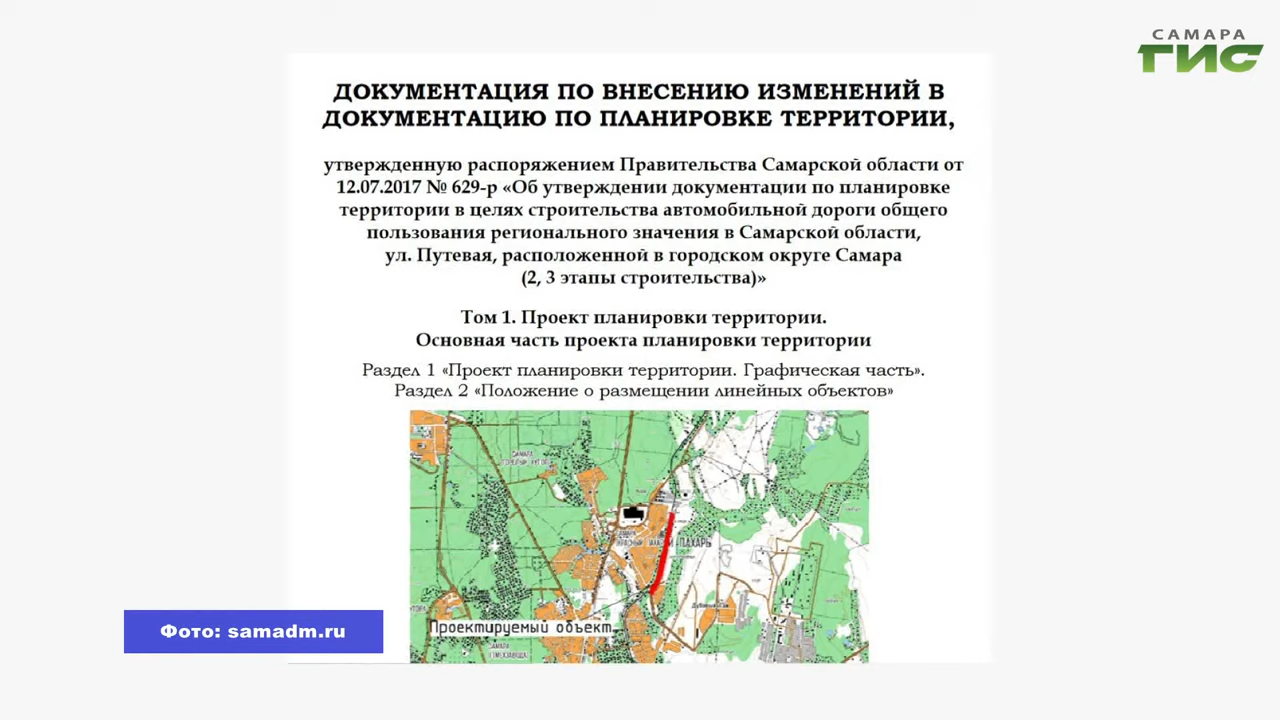 САМАРА
ГИС
ДОКУМЕНТАЦИЯ ПО ВНЕСЕНИЮ ИЗМЕНЕНИЙ В
ДОКУМЕНТАЦИЮ ПО ПЛАНИРОВКЕ ТЕРРИТОРИИ,
утвержденную распоряжением Правительства Самарской области от
12.07.2017 № 629-р «Об утверждении документации по планировке
территории в целях строительства автомобильной дороги общего
пользования регионального значения в Самарской области,
ул. Путевая, расположенной в городском округе Самара
(2, 3 этапы строительства)»
Том 1. Проект планировки территории.
Основная часть проекта планировки территории
Раздел 1 «Проект планировки территории. Графическая часть».
Раздел 2 «Положение о размещении линейных объектов»
САМАРА
САМАРА
ПАХАРЬ
Проектируемый объект
САМАРА
Фото: samadm.ru